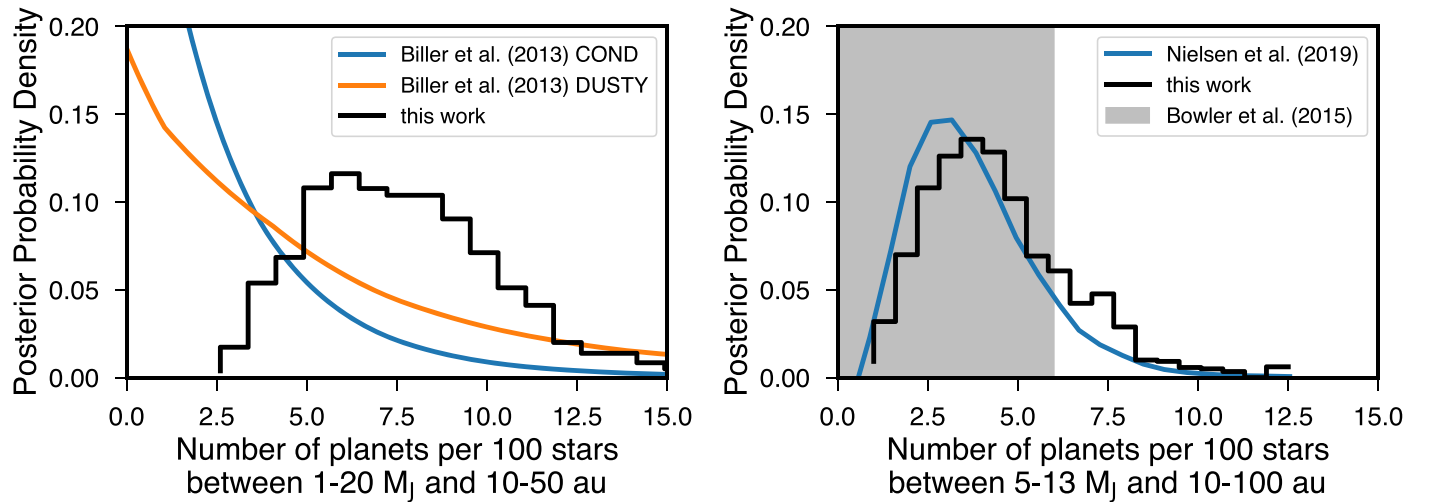 Posterior Probability Density
0.20
0.15
0.10
0.05
0.00
0.0 2.5 5.0 7.5 10.0 12.5 15.0
Number of planets per 100 stars
between 1-20 MJ and 10-50 au
Biller et al. (2013) COND
Biller et al. (2013) DUSTY
this work
Posterior Probability Density
0.20
0.15
0.10
0.05
0.00
0.0 2.5 5.0 7.5 10.0 12.5 15.0
Number of planets per 100 stars
between 5-13 MJ and 10-100 au
Nielsen et al. (2019)
this work
Bowler et al. (2015)